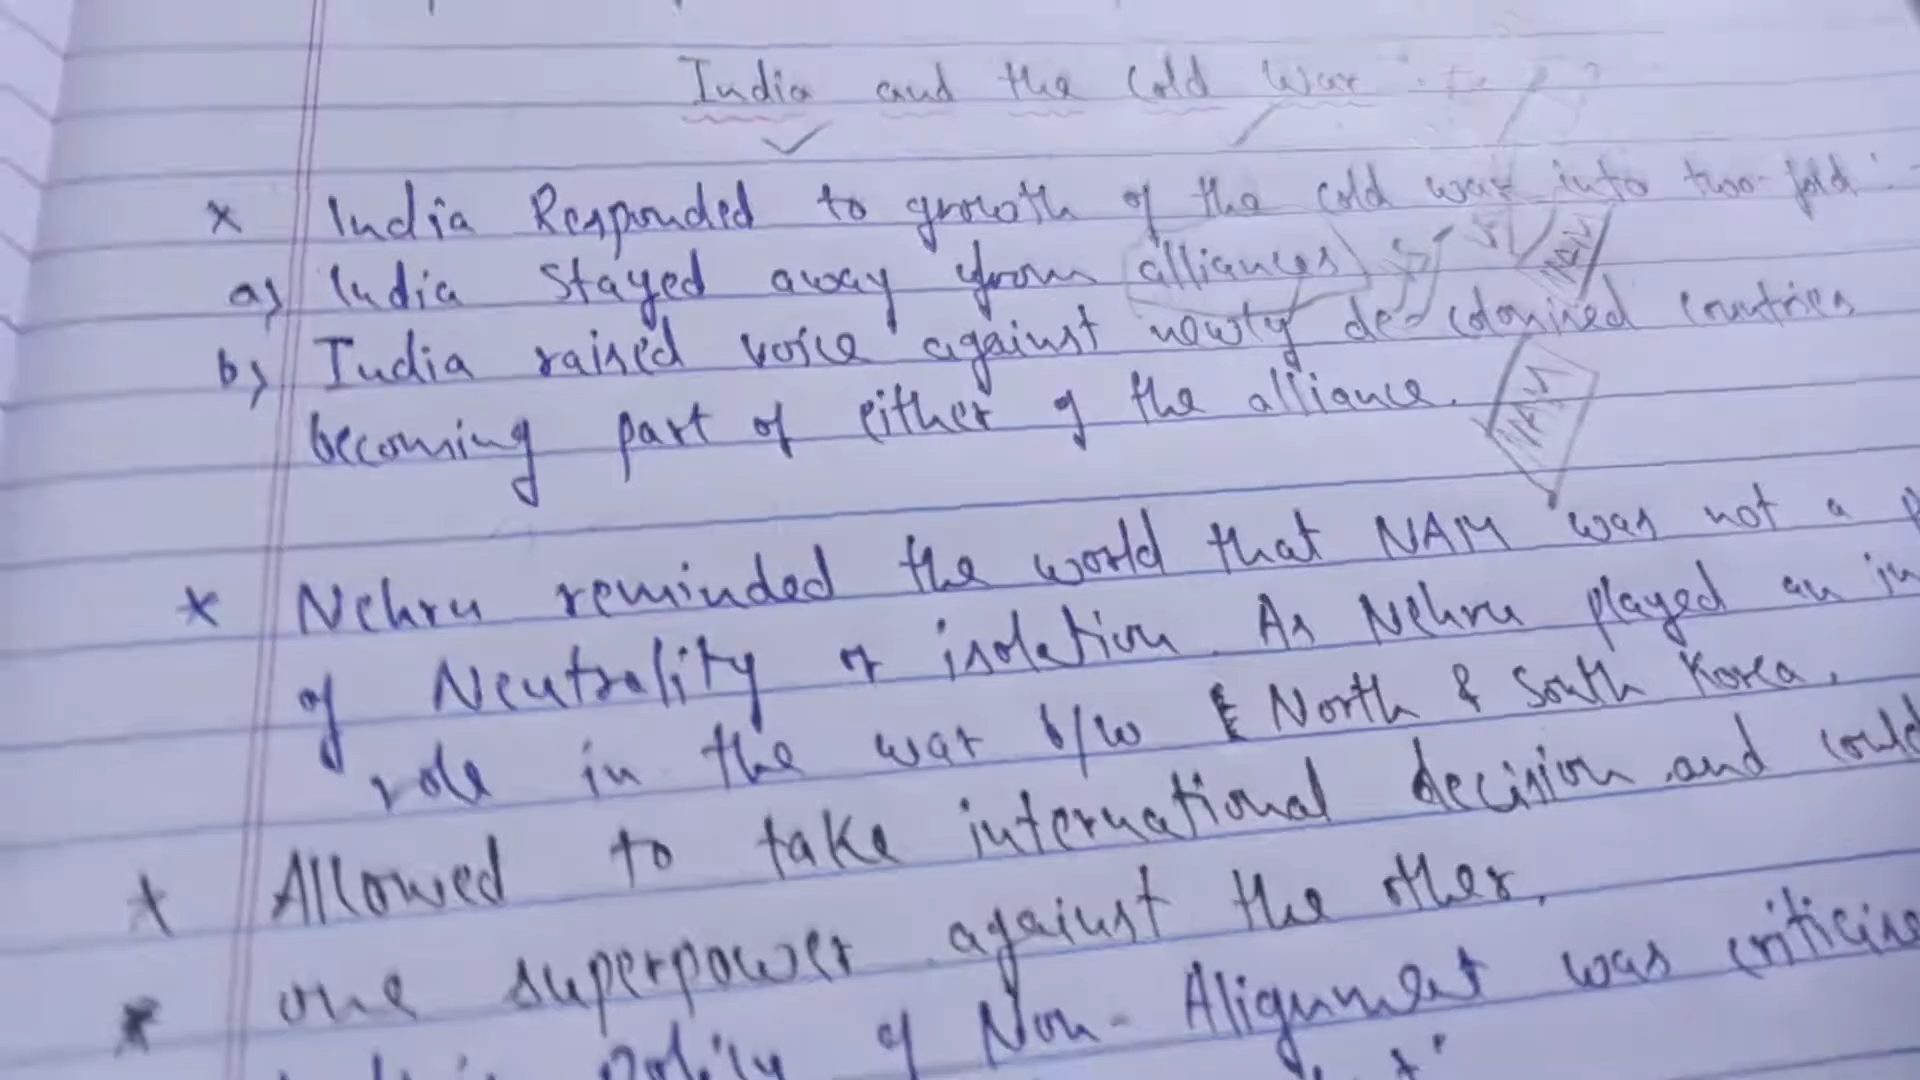 India and the Cold War
* India Responded to growth of the cold war into two-fold :-
a) India stayed away from alliances
b) India raised voice against newly de-colonised countries
becoming part of either of the alliance.
* Nehru reminded the world that NAM was not a
of Neutrality or isolation. As Nehru played an
role in the war b/w North & South Korea.
* Allowed to take international decision and could
one superpower against the other.
* of Non-Alignment was